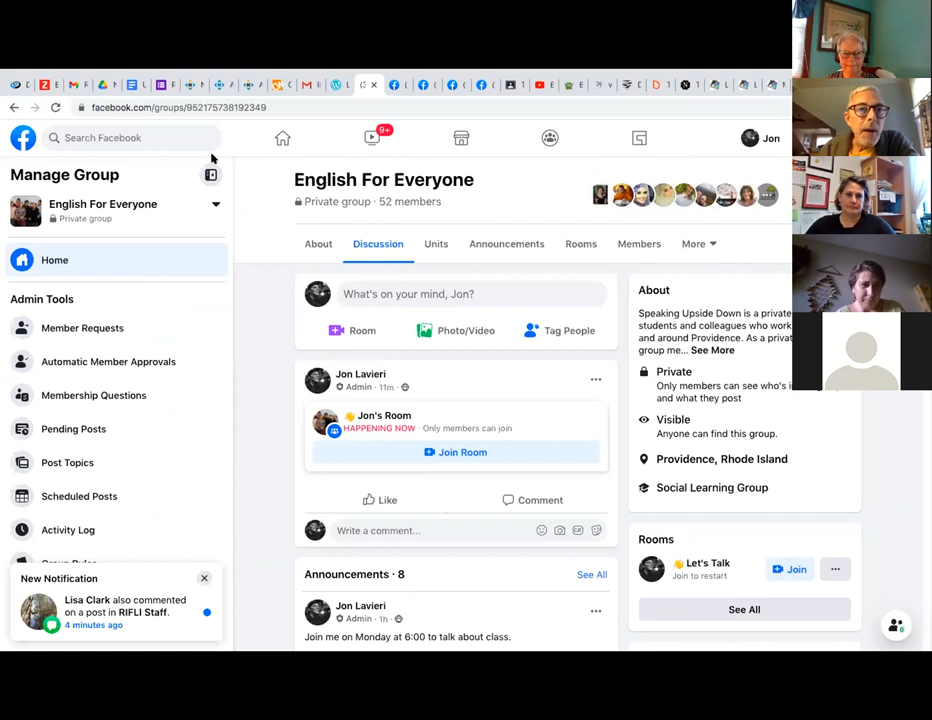 facebook.com/groups/952175738192349
Search Facebook
9+
Jon
Manage Group
English For Everyone
Private group
Home
Admin Tools
Member Requests
Automatic Member Approvals
Membership Questions
Pending Posts
Post Topics
Scheduled Posts
Activity Log
New Notification
Lisa Clark also commented
on a post in RIFLI Staff.
4 minutes ago
English For Everyone
Private group · 52 members
About Discussion Units Announcements Rooms Members More
What's on your mind, Jon?
Room Photo/Video Tag People
Jon Lavieri
Admin · 11m ·
👋 Jon's Room
HAPPENING NOW · Only members can join
Join Room
Like Comment
Write a comment...
GIF
Announcements · 8 See All
Jon Lavieri
Admin · 1h ·
Join me on Monday at 6:00 to talk about class.
About
Speaking Upside Down is a private
students and colleagues who work
and around Providence. As a private
group me... See More
Private
Only members can see who's i
and what they post
Visible
Anyone can find this group.
Providence, Rhode Island
Social Learning Group
Rooms
👋 Let's Talk
Join to restart
Join
See All